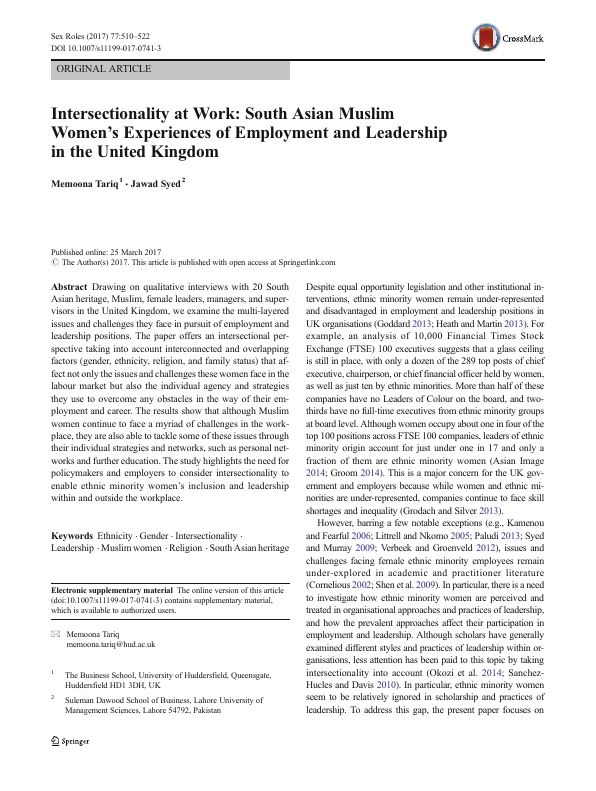 Sex Roles (2017) 77:510–522
DOI 10.1007/s11199-017-0741-3
CrossMark
ORIGINAL ARTICLE
Intersectionality at Work: South Asian Muslim
Women's Experiences of Employment and Leadership
in the United Kingdom
Memoona Tariq 1 · Jawad Syed 2
Published online: 25 March 2017
© The Author(s) 2017. This article is published with open access at Springerlink.com
Abstract Drawing on qualitative interviews with 20 South
Asian heritage, Muslim, female leaders, managers, and super-
visors in the United Kingdom, we examine the multi-layered
issues and challenges they face in pursuit of employment and
leadership positions. The paper offers an intersectional per-
spective taking into account interconnected and overlapping
factors (gender, ethnicity, religion, and family status) that af-
fect not only the issues and challenges these women face in the
labour market but also the individual agency and strategies
they use to overcome any obstacles in the way of their em-
ployment and career. The results show that although Muslim
women continue to face a myriad of challenges in the work-
place, they are also able to tackle some of these issues through
their individual strategies and networks, such as personal net-
works and further education. The study highlights the need for
policymakers and employers to consider intersectionality to
enable ethnic minority women's inclusion and leadership
within and outside the workplace.
Keywords Ethnicity · Gender · Intersectionality ·
Leadership · Muslim women · Religion · South Asian heritage
Electronic supplementary material The online version of this article
(doi:10.1007/s11199-017-0741-3) contains supplementary material,
which is available to authorized users.
✉ Memoona Tariq
memoona.tariq@hud.ac.uk
1 The Business School, University of Huddersfield, Queensgate,
Huddersfield HD1 3DH, UK
2 Suleman Dawood School of Business, Lahore University of
Management Sciences, Lahore 54792, Pakistan
Despite equal opportunity legislation and other institutional in-
terventions, ethnic minority women remain under-represented
and disadvantaged in employment and leadership positions in
UK organisations (Goddard 2013; Heath and Martin 2013). For
example, an analysis of 10,000 Financial Times Stock
Exchange (FTSE) 100 executives suggests that a glass ceiling
is still in place, with only a dozen of the 289 top posts of chief
executive, chairperson, or chief financial officer held by women,
as well as just ten by ethnic minorities. More than half of these
companies have no Leaders of Colour on the board, and two-
thirds have no full-time executives from ethnic minority groups
at board level. Although women occupy about one in four of the
top 100 positions across FTSE 100 companies, leaders of ethnic
minority origin account for just under one in 17 and only a
fraction of them are ethnic minority women (Asian Image
2014; Groom 2014). This is a major concern for the UK gov-
ernment and employers because while women and ethnic mi-
norities are under-represented, companies continue to face skill
shortages and inequality (Grodach and Silver 2013).
However, barring a few notable exceptions (e.g., Kamenou
and Fearful 2006; Littrell and Nkomo 2005; Paludi 2013; Syed
and Murray 2009; Verbeek and Groenveld 2012), issues and
challenges facing female ethnic minority employees remain
under-explored in academic and practitioner literature
(Cornelious 2002; Shen et al. 2009). In particular, there is a need
to investigate how ethnic minority women are perceived and
treated in organisational approaches and practices of leadership,
and how the prevalent approaches affect their participation in
employment and leadership. Although scholars have generally
examined different styles and practices of leadership within or-
ganisations, less attention has been paid to this topic by taking
intersectionality into account (Okozi et al. 2014; Sanchez-
Hucles and Davis 2010). In particular, ethnic minority women
seem to be relatively ignored in scholarship and practices of
leadership. To address this gap, the present paper focuses on
Springer